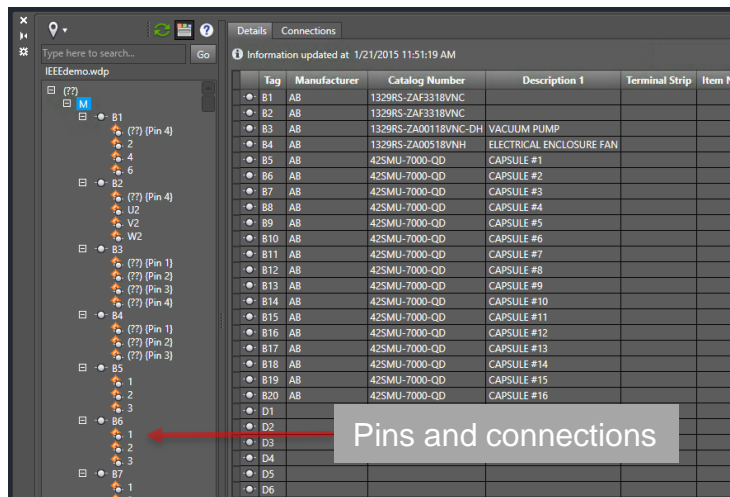 Type here to search...
Go
IEEEdemo.wdp
(??)
M
B1
(??) {Pin 4}
2
4
6
B2
(??) {Pin 4}
U2
V2
W2
B3
(??) {Pin 1}
(??) {Pin 2}
(??) {Pin 3}
(??) {Pin 4}
B4
(??) {Pin 1}
(??) {Pin 2}
(??) {Pin 3}
B5
1
2
3
B6
1
2
3
B7
1
Details Connections
Information updated at 1/21/2015 11:51:19 AM
Tag Manufacturer Catalog Number Description 1 Terminal Strip Item N
B1 AB 1329RS-ZAF3318VNC
B2 AB 1329RS-ZAF3318VNC
B3 AB 1329RS-ZA00118VNC-DH VACUUM PUMP
B4 AB 1329RS-ZA00518VNH ELECTRICAL ENCLOSURE FAN
B5 AB 42SMU-7000-QD CAPSULE #1
B6 AB 42SMU-7000-QD CAPSULE #2
B7 AB 42SMU-7000-QD CAPSULE #3
B8 AB 42SMU-7000-QD CAPSULE #4
B9 AB 42SMU-7000-QD CAPSULE #5
B10 AB 42SMU-7000-QD CAPSULE #6
B11 AB 42SMU-7000-QD CAPSULE #7
B12 AB 42SMU-7000-QD CAPSULE #8
B13 AB 42SMU-7000-QD CAPSULE #9
B14 AB 42SMU-7000-QD CAPSULE #10
B15 AB 42SMU-7000-QD CAPSULE #11
B16 AB 42SMU-7000-QD CAPSULE #12
B17 AB 42SMU-7000-QD CAPSULE #13
B18 AB 42SMU-7000-QD CAPSULE #14
B19 AB 42SMU-7000-QD CAPSULE #15
B20 AB 42SMU-7000-QD CAPSULE #16
D1
D2
D3
D4
D5
D6
Pins and connections